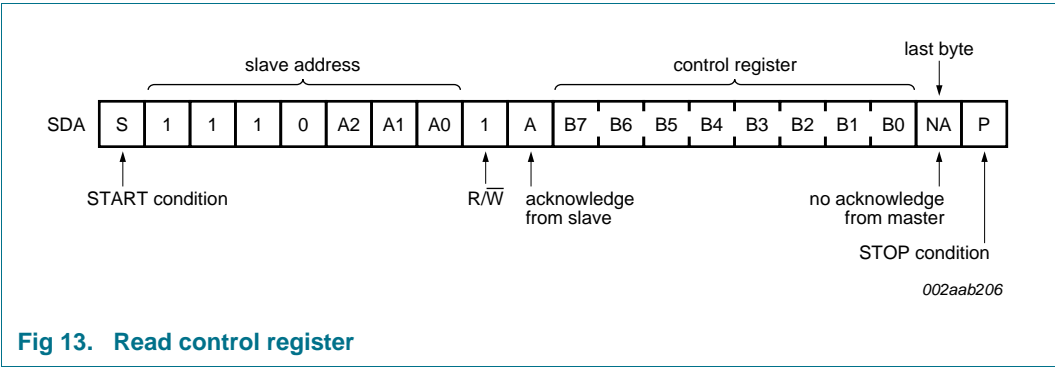 last byte
slave address control register
SDA S 1 1 1 0 A2 A1 A0 1 A B7 B6 B5 B4 B3 B2 B1 B0 NA P
START condition R/W̅ acknowledge no acknowledge
from slave from master
STOP condition
002aab206
Fig 13. Read control register